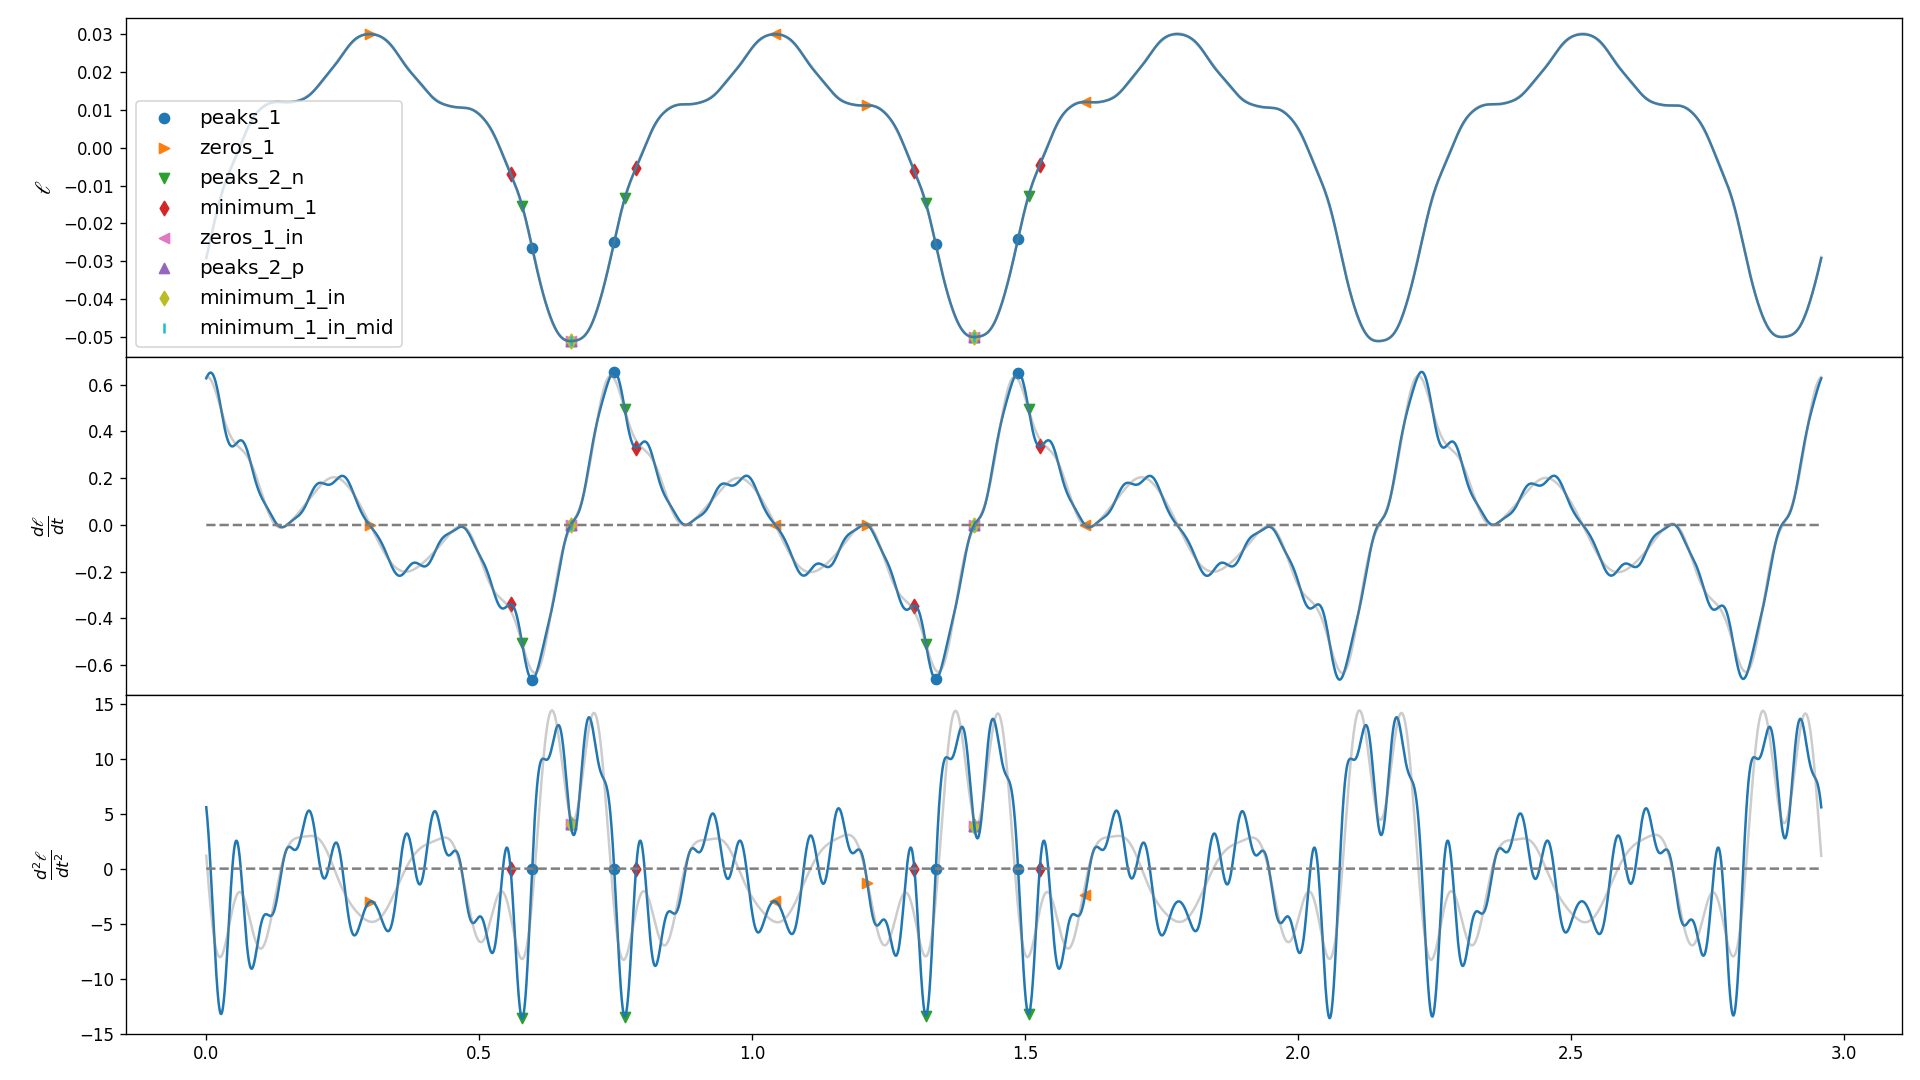 0.03
0.02
0.01
0.00
−0.01
−0.02
−0.03
−0.04
−0.05
ℓ
peaks_1
zeros_1
peaks_2_n
minimum_1
zeros_1_in
peaks_2_p
minimum_1_in
minimum_1_in_mid
0.6
0.4
0.2
0.0
−0.2
−0.4
−0.6
dℓ
dt
15
10
5
0
−5
−10
−15
d²ℓ
dt²
0.0 0.5 1.0 1.5 2.0 2.5 3.0